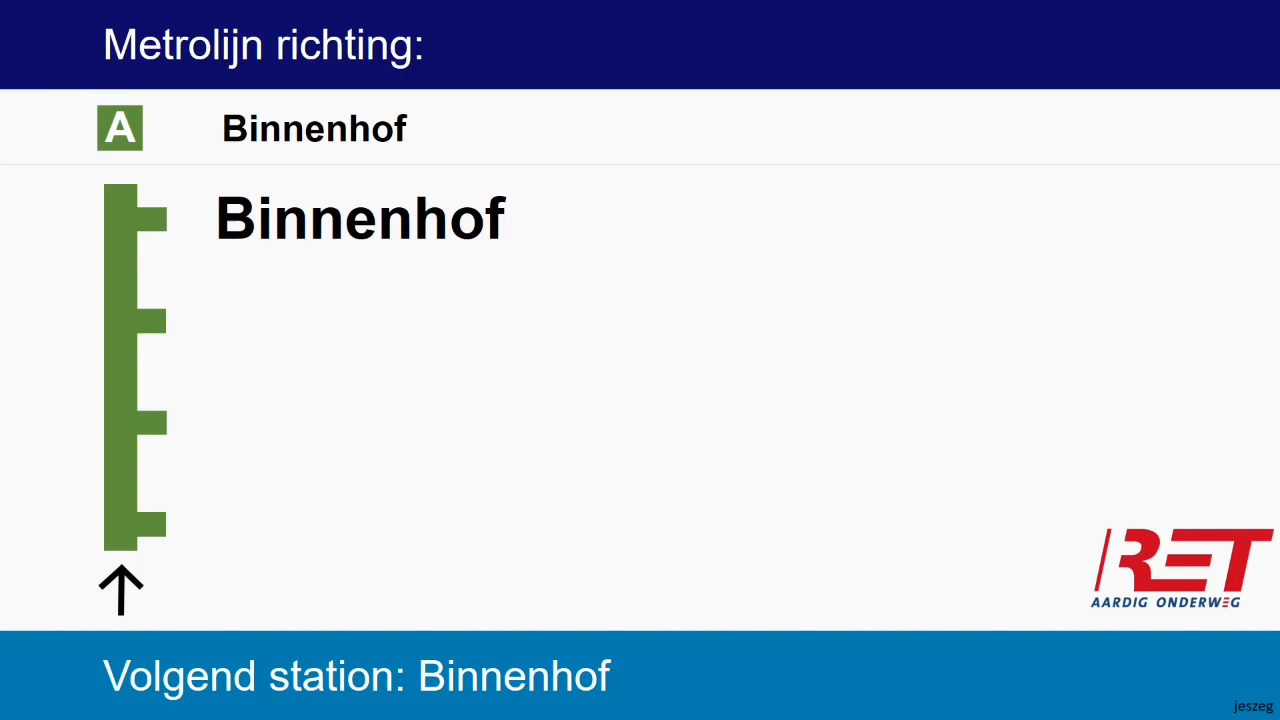 Metrolijn richting:
A Binnenhof
Binnenhof
RET
AARDIG ONDERWEG
Volgend station: Binnenhof
jeszeg